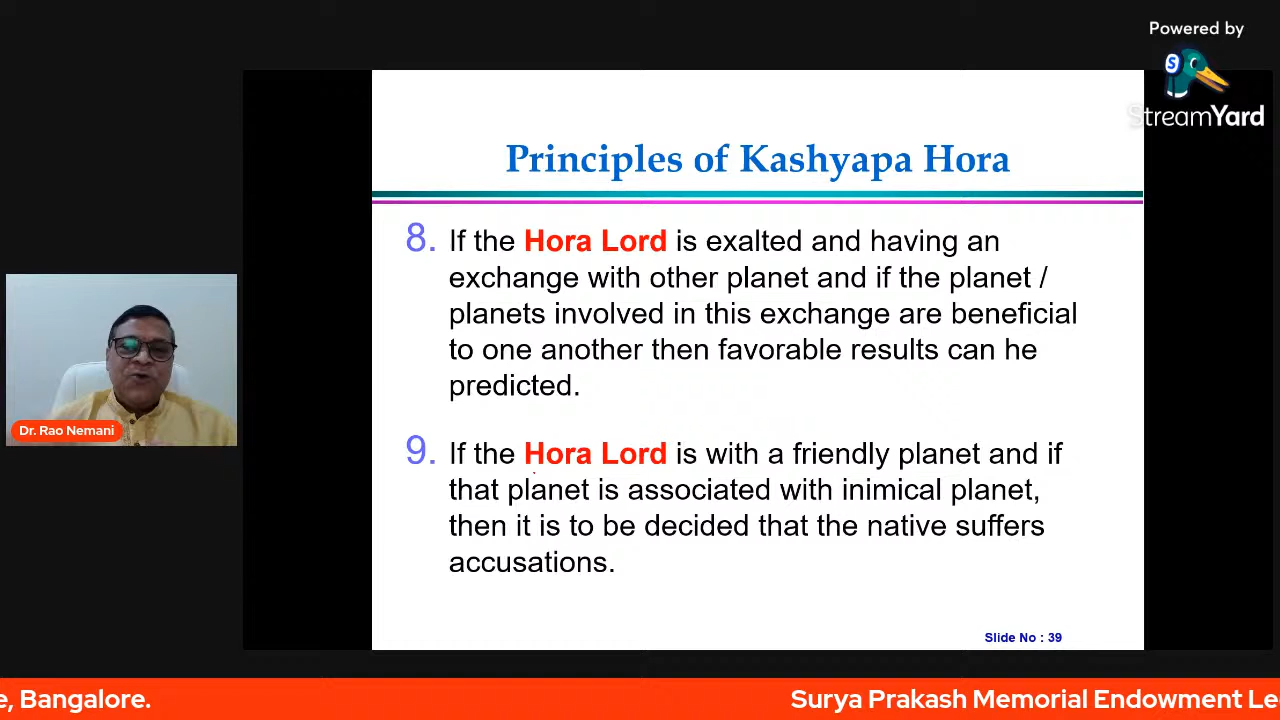 Powered by
StreamYard
Principles of Kashyapa Hora
8. If the Hora Lord is exalted and having an
exchange with other planet and if the planet /
planets involved in this exchange are beneficial
to one another then favorable results can he
predicted.
9. If the Hora Lord is with a friendly planet and if
that planet is associated with inimical planet,
then it is to be decided that the native suffers
accusations.
Slide No : 39
Dr. Rao Nemani
e, Bangalore.
Surya Prakash Memorial Endowment Le